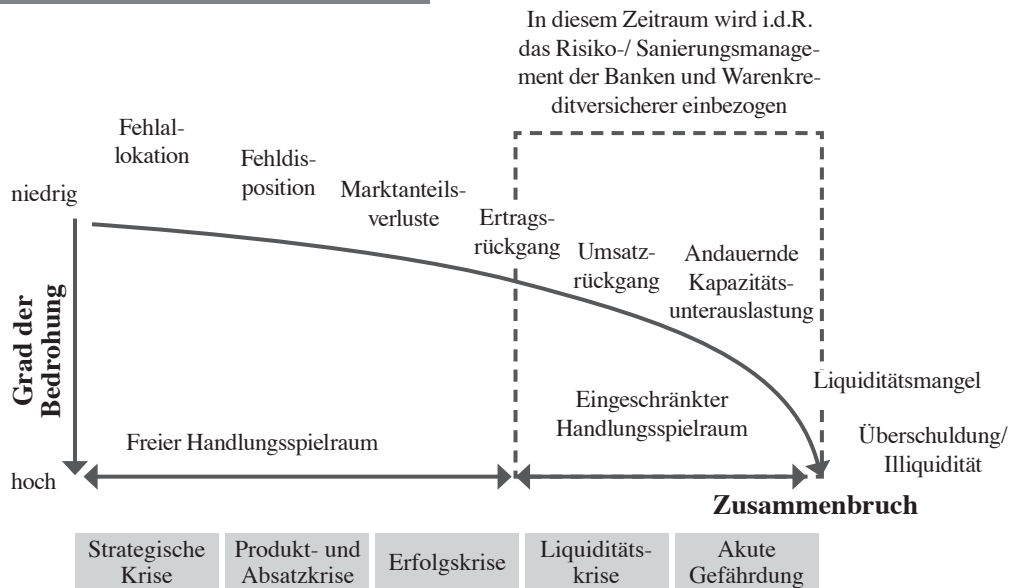 In diesem Zeitraum wird i.d.R.
das Risiko-/ Sanierungsmanage-
ment der Banken und Warenkre-
ditversicherer einbezogen
Fehlal-
lokation
Fehldis-
position
Marktanteils-
verluste
Ertrags-
rückgang
Umsatz-
rückgang
Andauernde
Kapazitäts-
unterauslastung
niedrig
Grad der
Bedrohung
hoch
Liquiditätsmangel
Überschuldung/
Illiquidität
Freier Handlungsspielraum
Eingeschränkter
Handlungsspielraum
Zusammenbruch
Strategische
Krise
Produkt- und
Absatzkrise
Erfolgskrise
Liquiditäts-
krise
Akute
Gefährdung